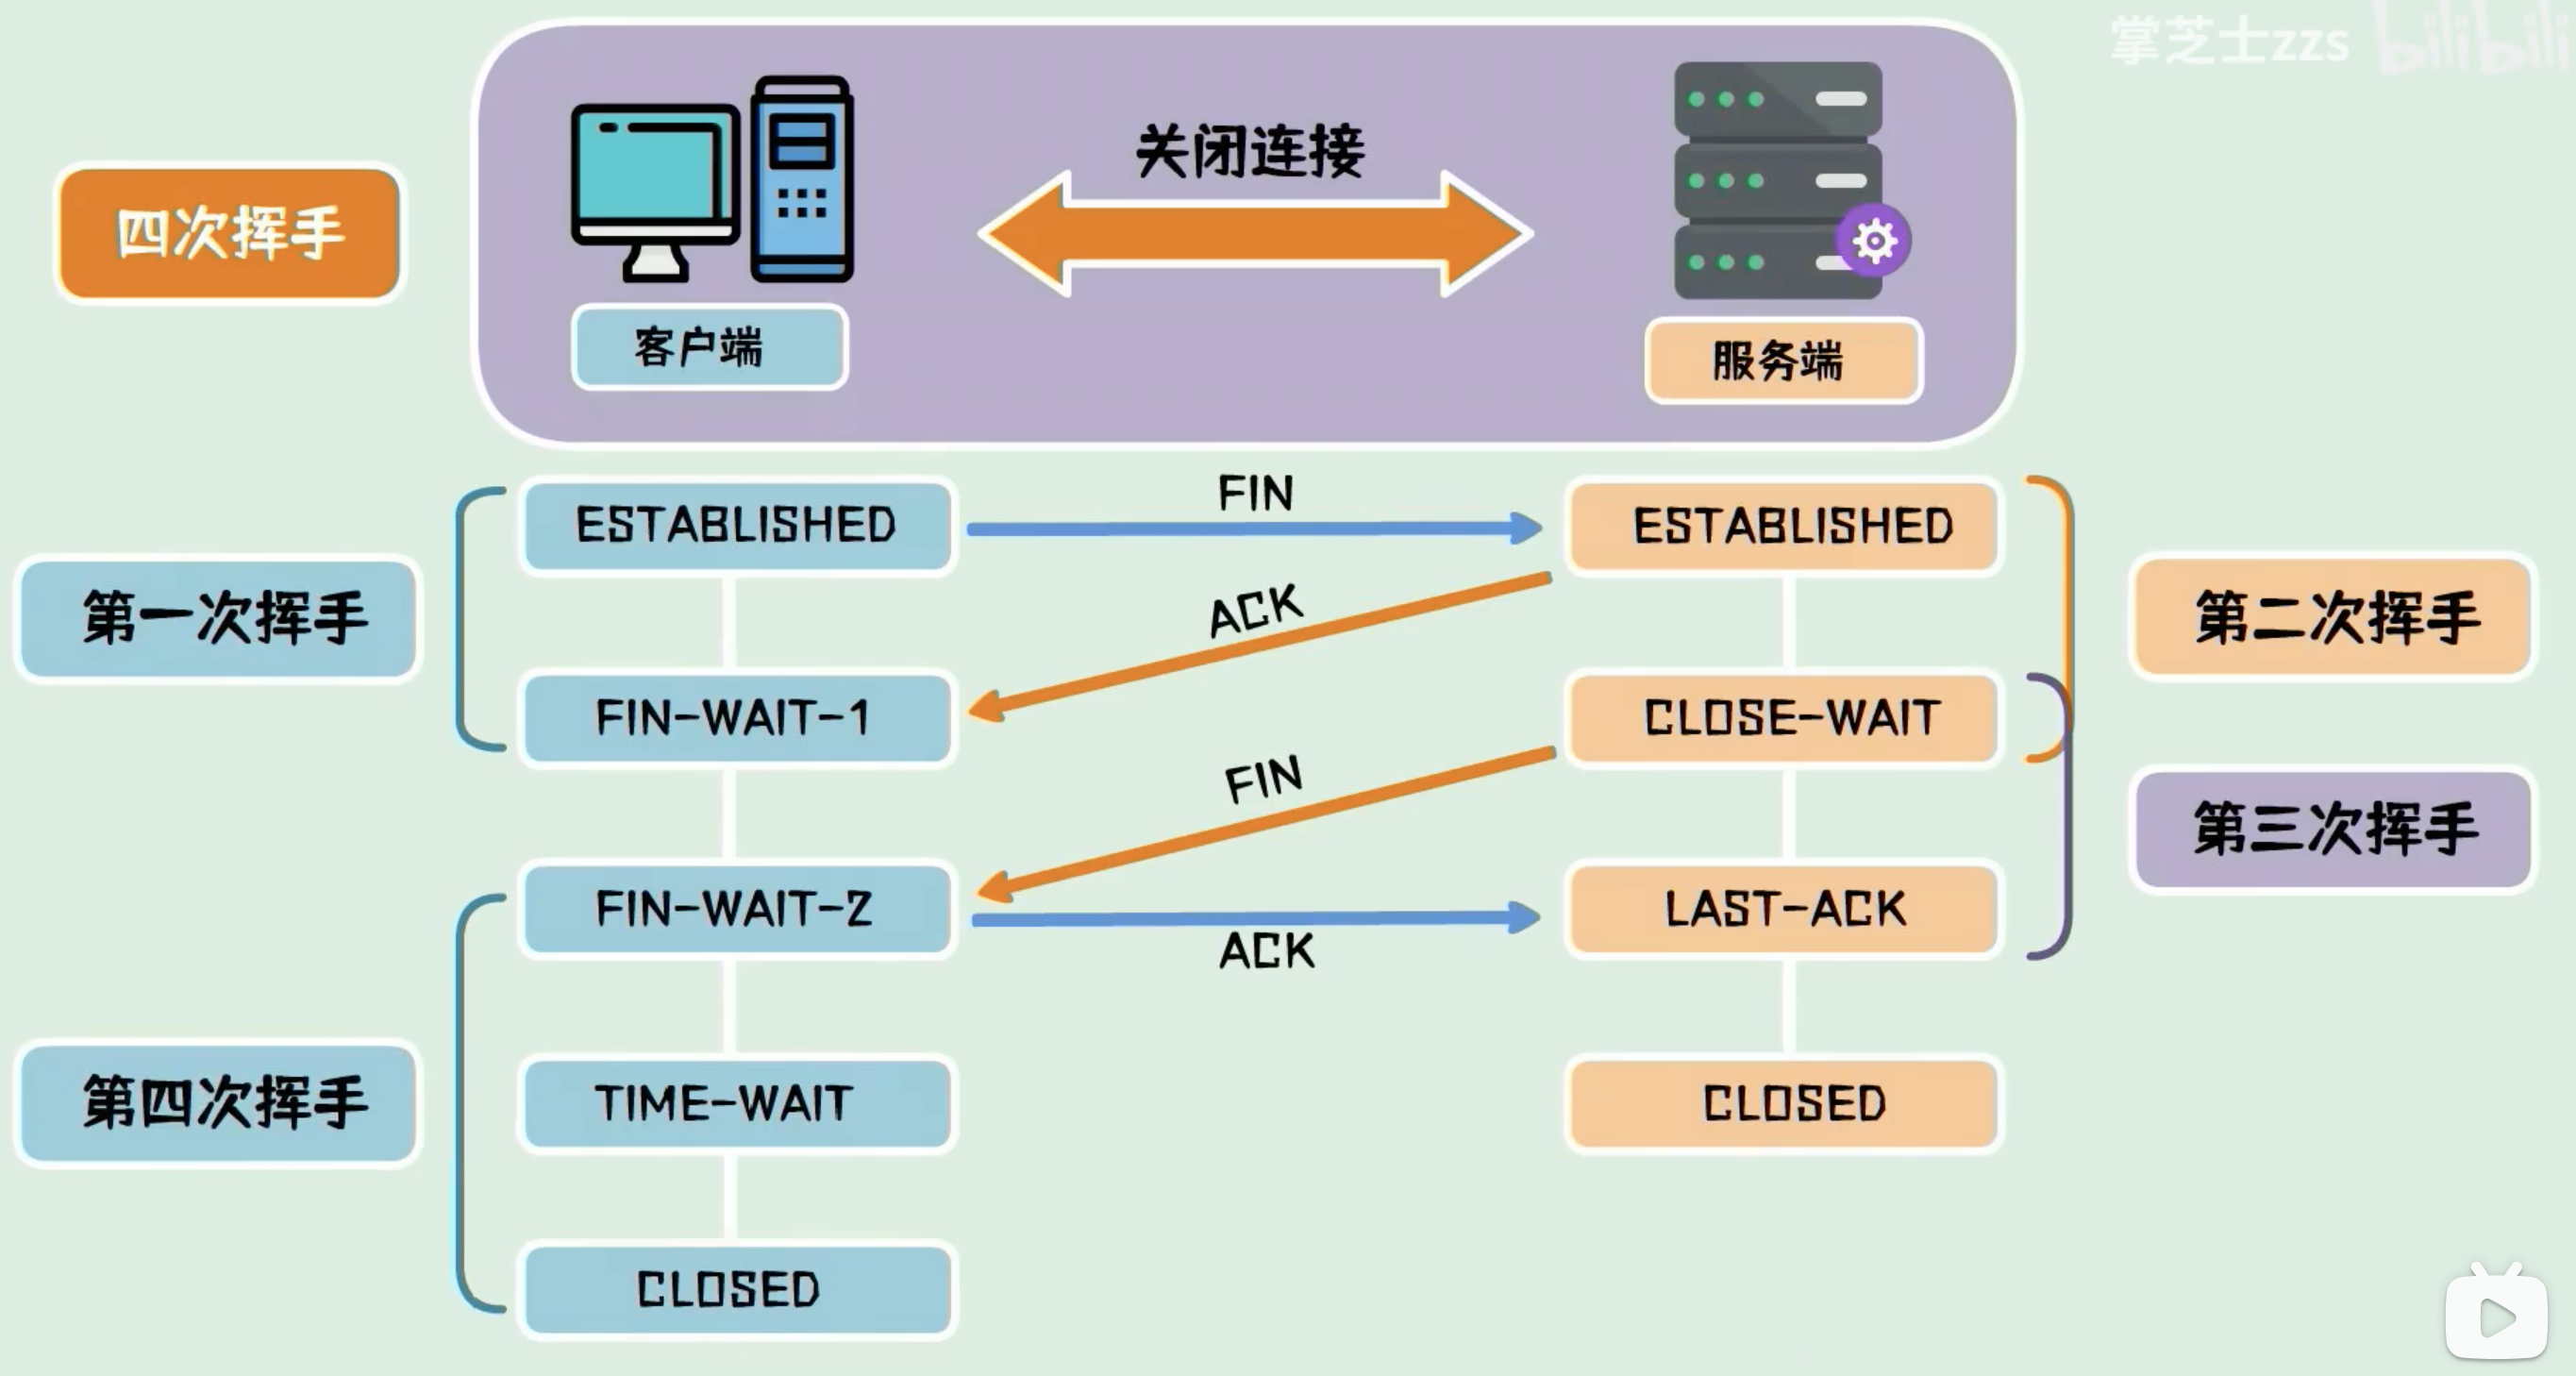 掌芝士zzs bilibili
关闭连接
四次挥手
客户端
服务端
ESTABLISHED
FIN
ESTABLISHED
ACK
第一次挥手
第二次挥手
FIN-WAIT-1
CLOSE-WAIT
FIN
第三次挥手
FIN-WAIT-2
LAST-ACK
ACK
第四次挥手
TIME-WAIT
CLOSED
CLOSED